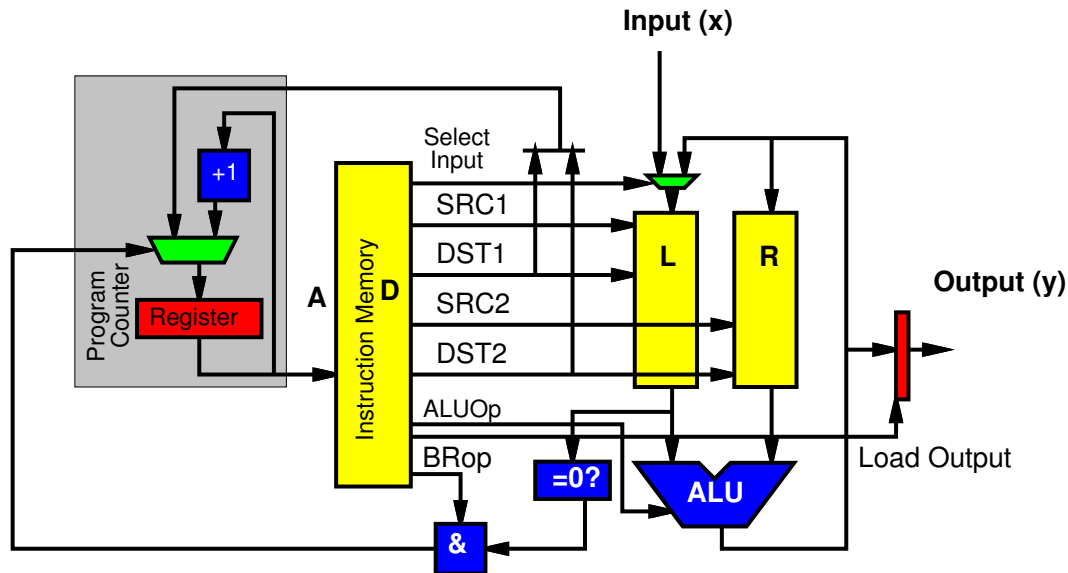 Input (x)
Select
Input
+1
SRC1
DST1
L
R
A
D
SRC2
Output (y)
Register
Program
Counter
Instruction Memory
DST2
ALUOp
BRop
Load Output
=0?
ALU
&